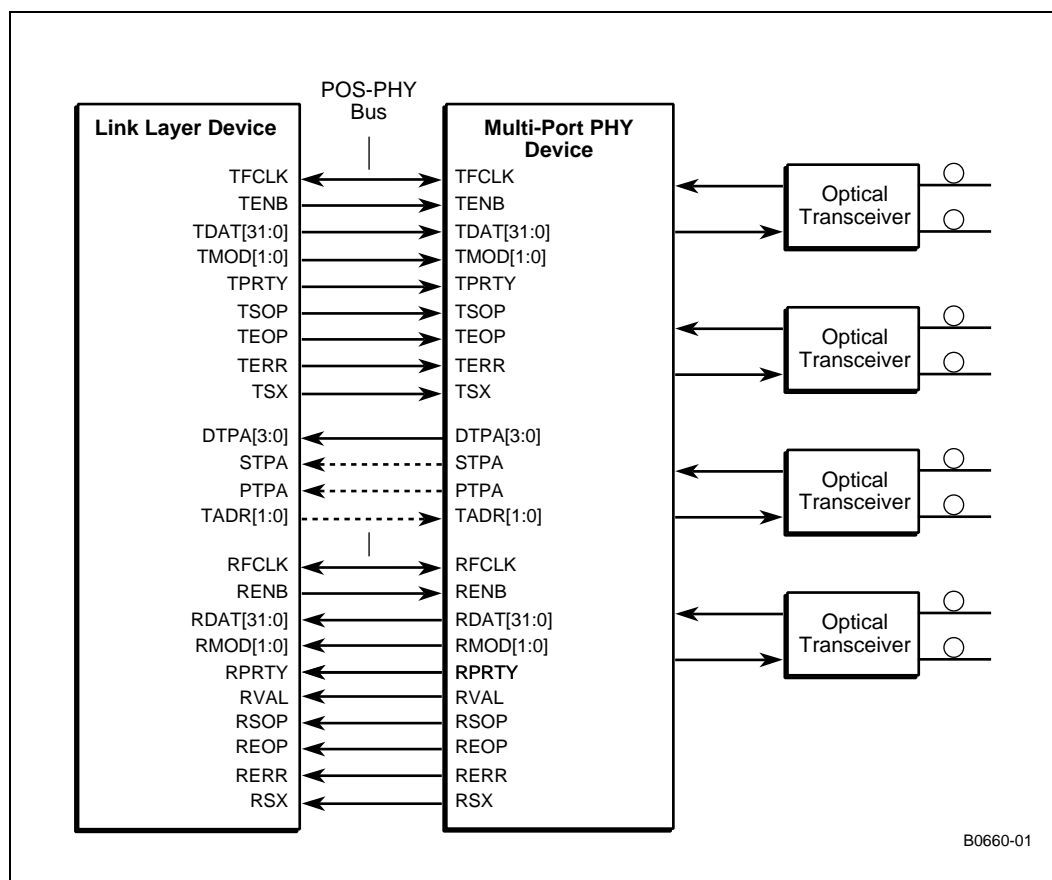 POS-PHY
Bus
Link Layer Device
Multi-Port PHY
Device
TFCLK
TENB
TDAT[31:0]
TMOD[1:0]
TPRTY
TSOP
TEOP
TERR
TSX
DTPA[3:0]
STPA
PTPA
TADR[1:0]
RFCLK
RENB
RDAT[31:0]
RMOD[1:0]
RPRTY
RVAL
RSOP
REOP
RERR
RSX
TFCLK
TENB
TDAT[31:0]
TMOD[1:0]
TPRTY
TSOP
TEOP
TERR
TSX
DTPA[3:0]
STPA
PTPA
TADR[1:0]
RFCLK
RENB
RDAT[31:0]
RMOD[1:0]
RPRTY
RVAL
RSOP
REOP
RERR
RSX
Optical
Transceiver
Optical
Transceiver
Optical
Transceiver
Optical
Transceiver
B0660-01